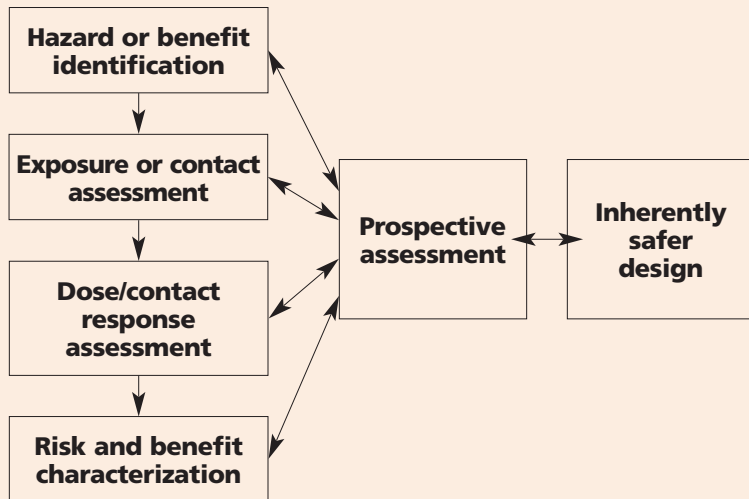 Hazard or benefit
identification
Exposure or contact
assessment
Dose/contact
response
assessment
Risk and benefit
characterization
Prospective
assessment
Inherently
safer
design